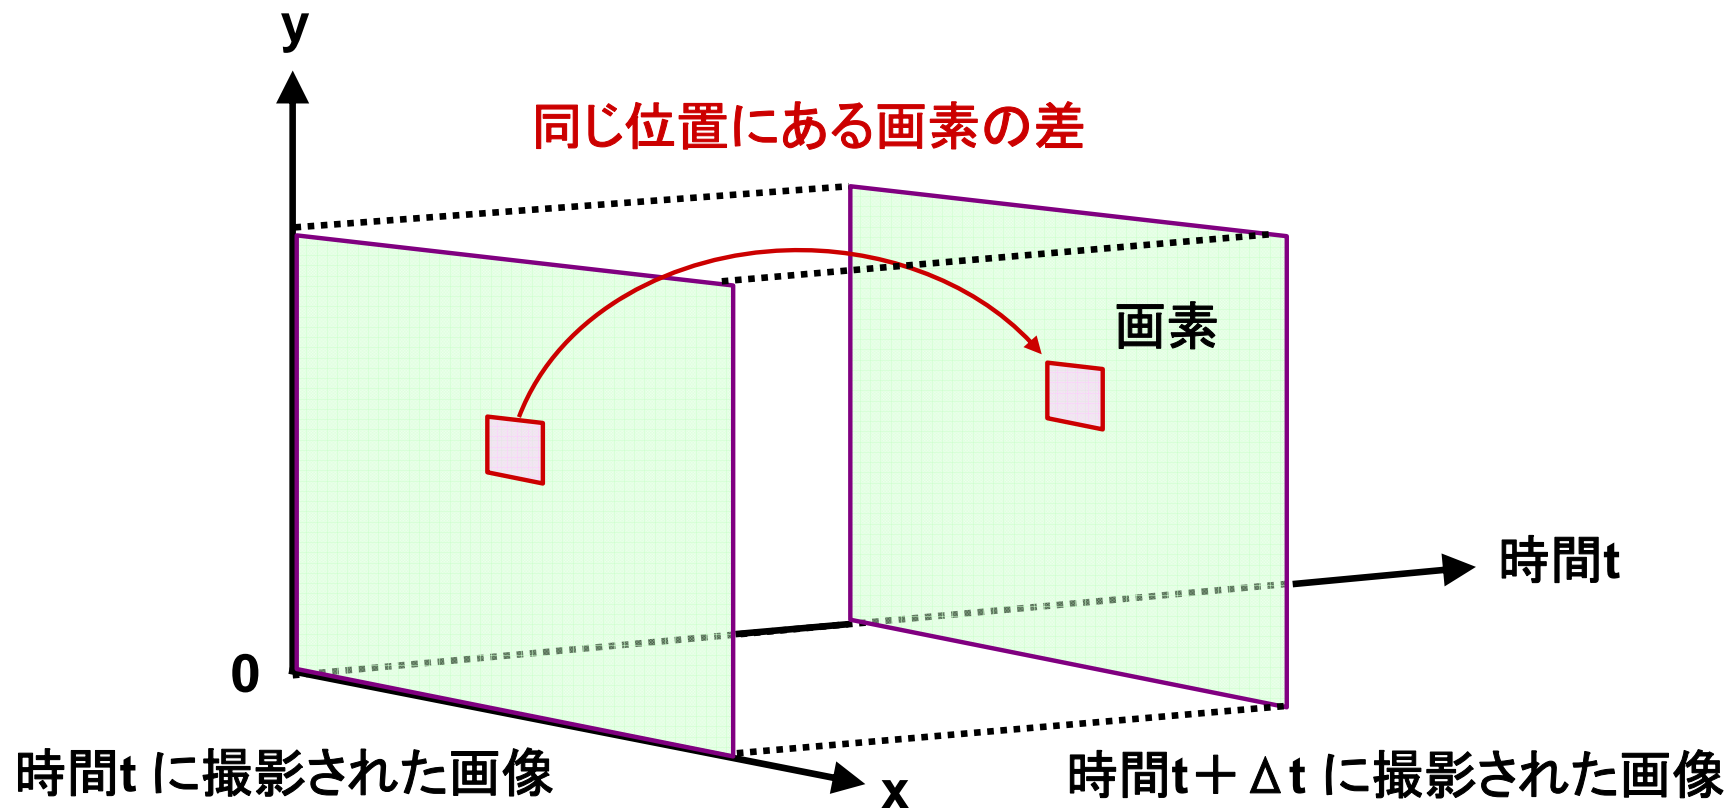 y
同じ位置にある画素の差
画素
時間t
0
時間t に撮影された画像
x
時間t＋Δt に撮影された画像